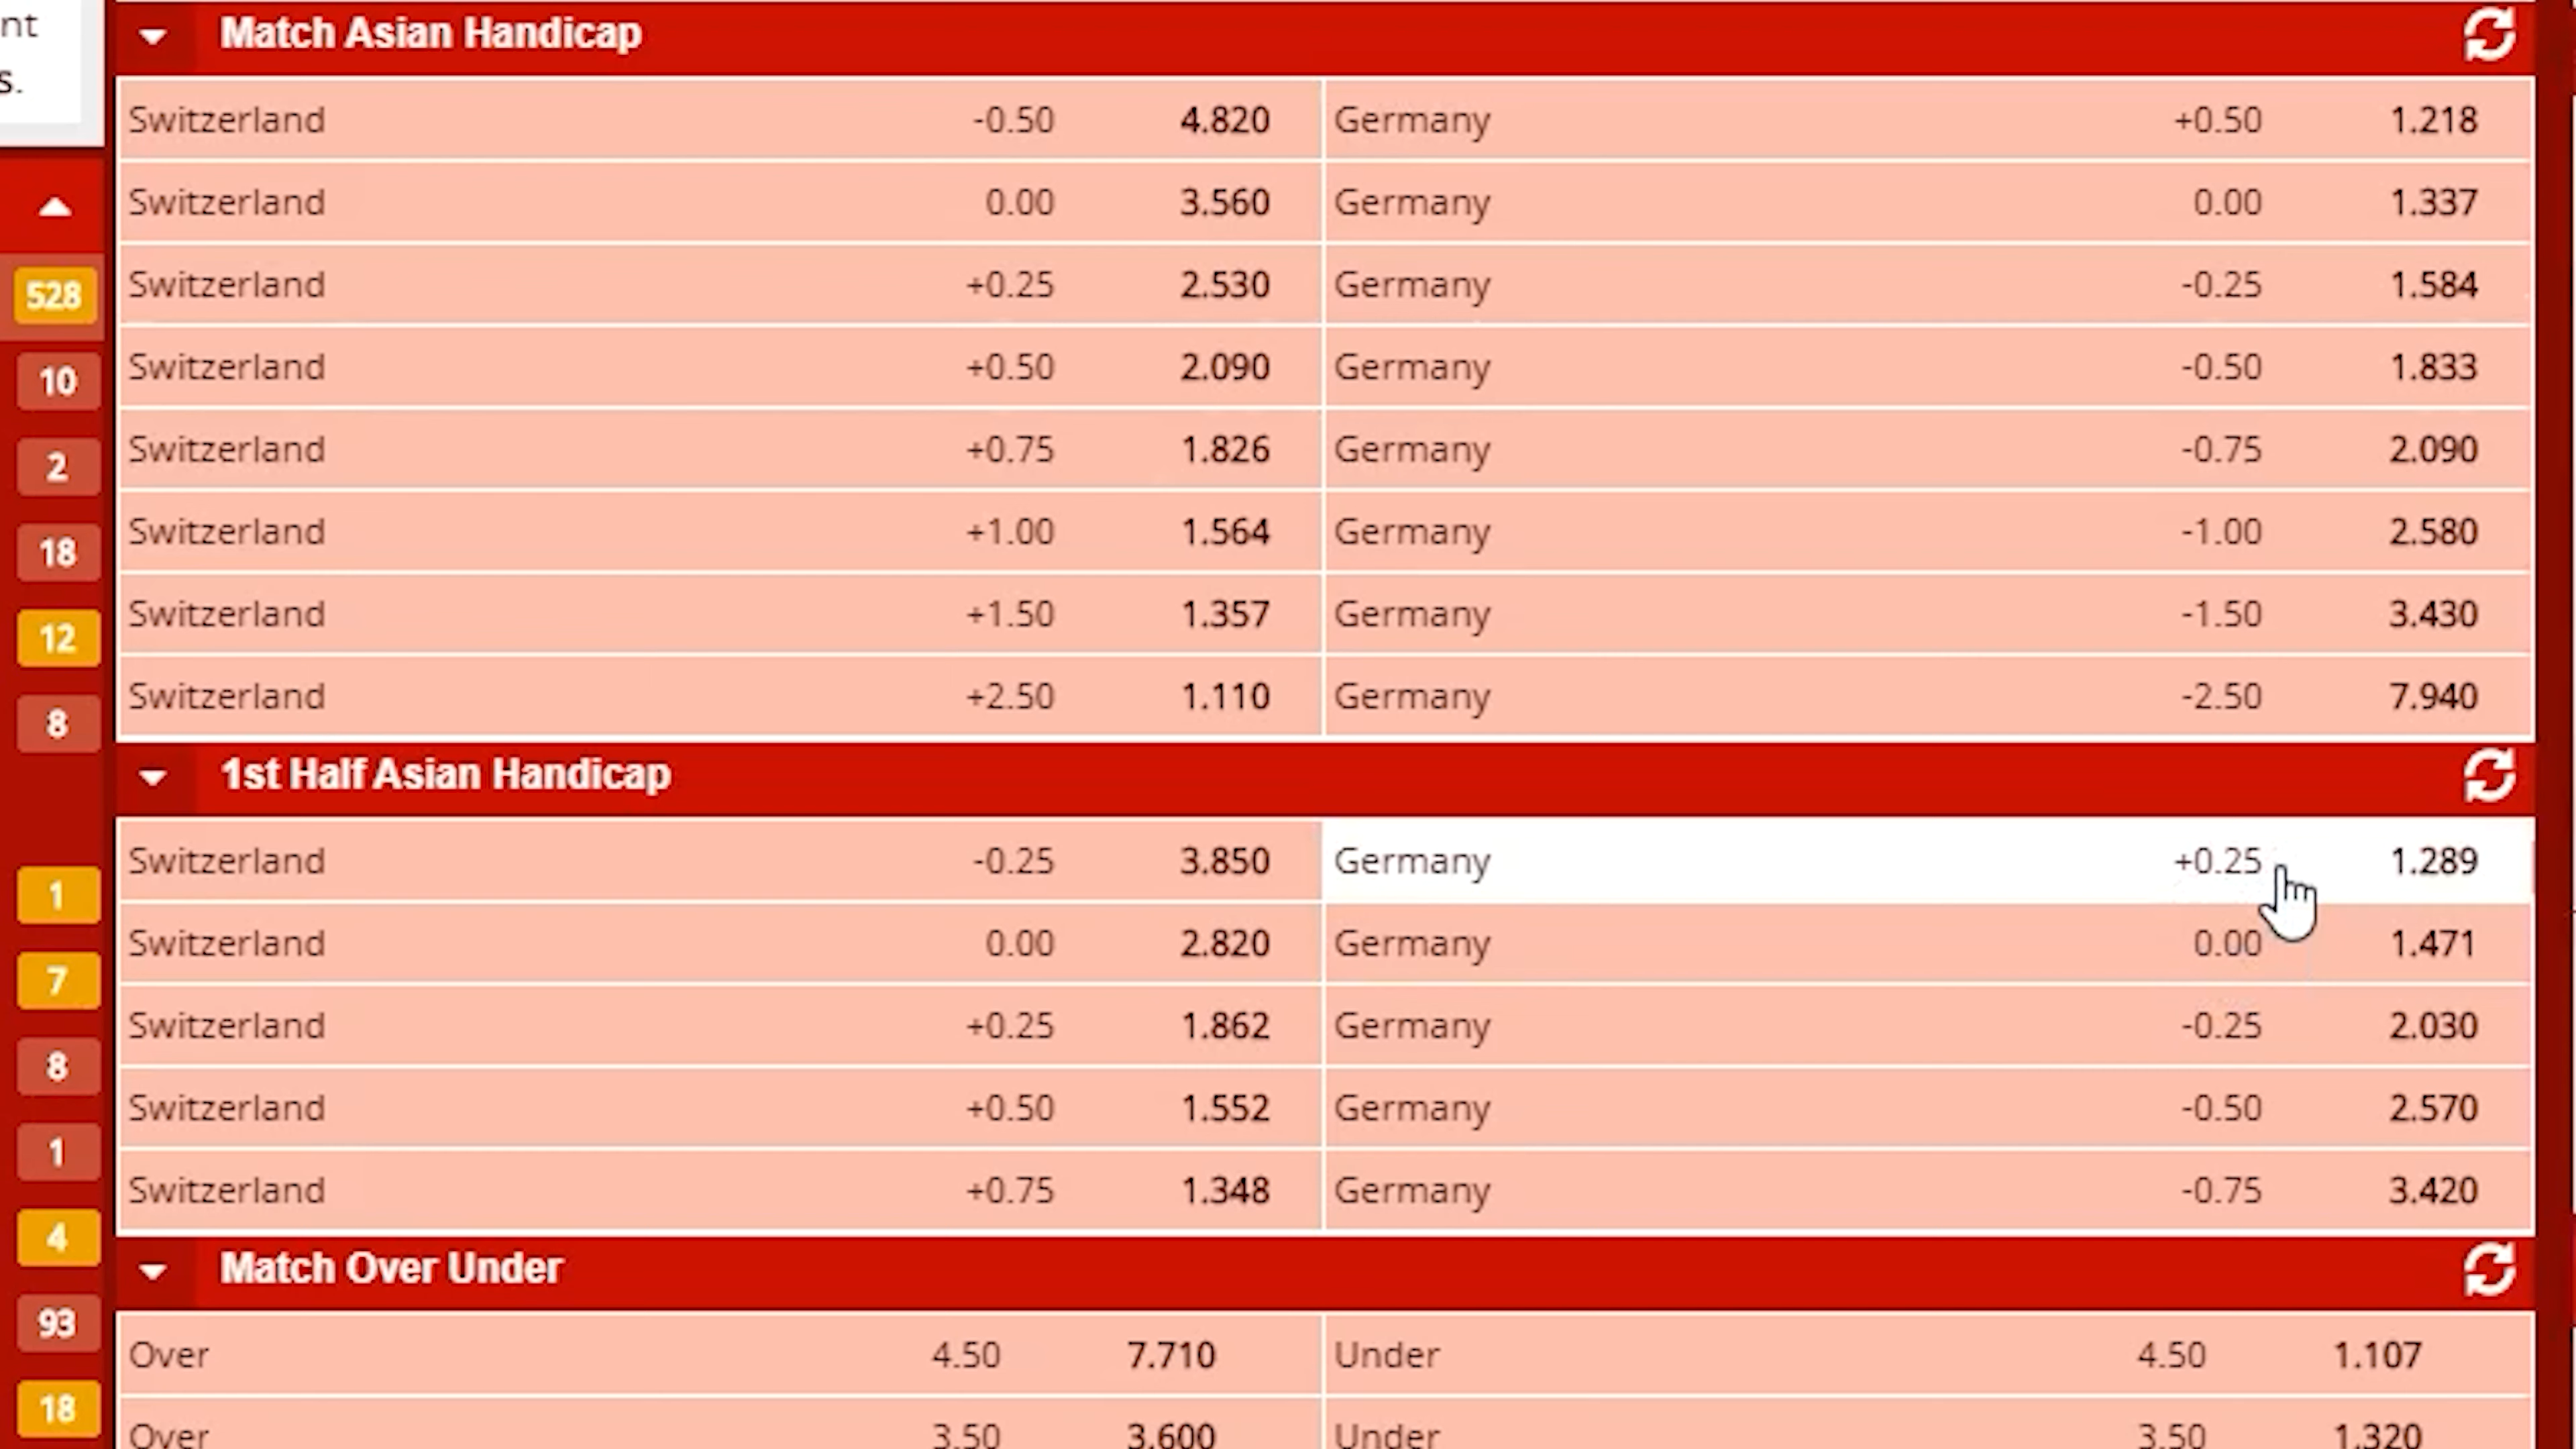 nt
s.
528
10
2
18
12
8
1
7
8
1
4
93
18
Match Asian Handicap
Switzerland -0.50 4.820 Germany +0.50 1.218
Switzerland 0.00 3.560 Germany 0.00 1.337
Switzerland +0.25 2.530 Germany -0.25 1.584
Switzerland +0.50 2.090 Germany -0.50 1.833
Switzerland +0.75 1.826 Germany -0.75 2.090
Switzerland +1.00 1.564 Germany -1.00 2.580
Switzerland +1.50 1.357 Germany -1.50 3.430
Switzerland +2.50 1.110 Germany -2.50 7.940
1st Half Asian Handicap
Switzerland -0.25 3.850 Germany +0.25 1.289
Switzerland 0.00 2.820 Germany 0.00 1.471
Switzerland +0.25 1.862 Germany -0.25 2.030
Switzerland +0.50 1.552 Germany -0.50 2.570
Switzerland +0.75 1.348 Germany -0.75 3.420
Match Over Under
Over 4.50 7.710 Under 4.50 1.107
Over 3.50 3.600 Under 3.50 1.320